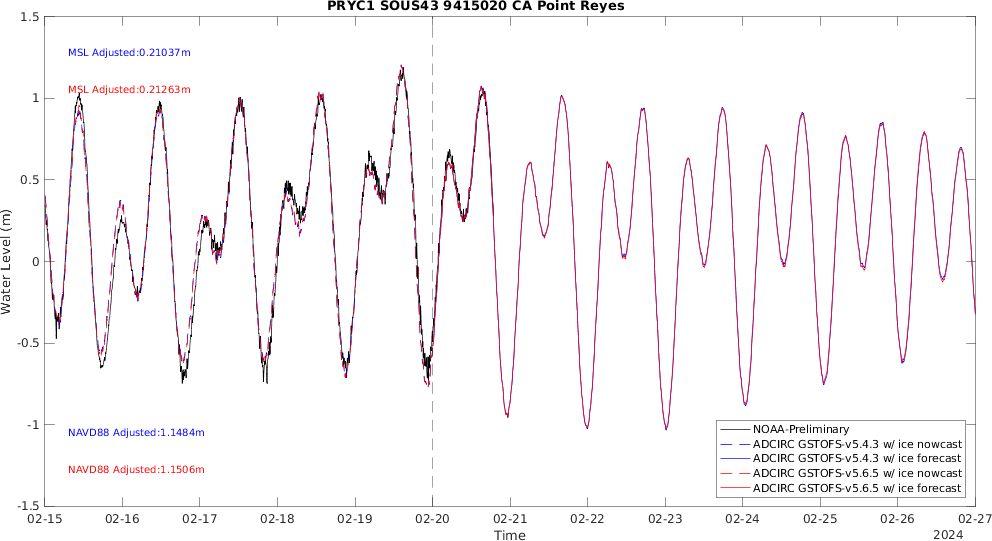 PRYC1 SOUS43 9415020 CA Point Reyes
1.5
1
0.5
0
-0.5
-1
-1.5
Water Level (m)
MSL Adjusted:0.21037m
MSL Adjusted:0.21263m
NAVD88 Adjusted:1.1484m
NAVD88 Adjusted:1.1506m
NOAA-Preliminary
ADCIRC GSTOFS-v5.4.3 w/ ice nowcast
ADCIRC GSTOFS-v5.4.3 w/ ice forecast
ADCIRC GSTOFS-v5.6.5 w/ ice nowcast
ADCIRC GSTOFS-v5.6.5 w/ ice forecast
02-15 02-16 02-17 02-18 02-19 02-20 02-21 02-22 02-23 02-24 02-25 02-26 02-27
Time
2024